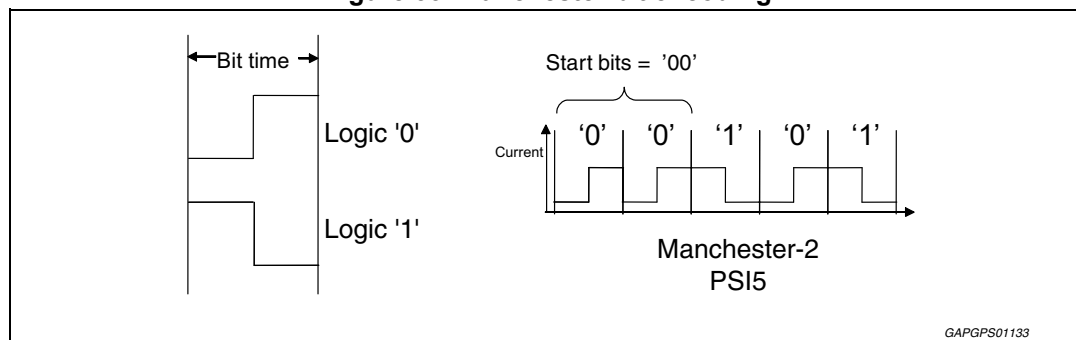 Bit time
Logic '0'
Logic '1'
Start bits = '00'
Current
'0' '0' '1' '0' '1'
Manchester-2
PSI5
GAPGPS01133